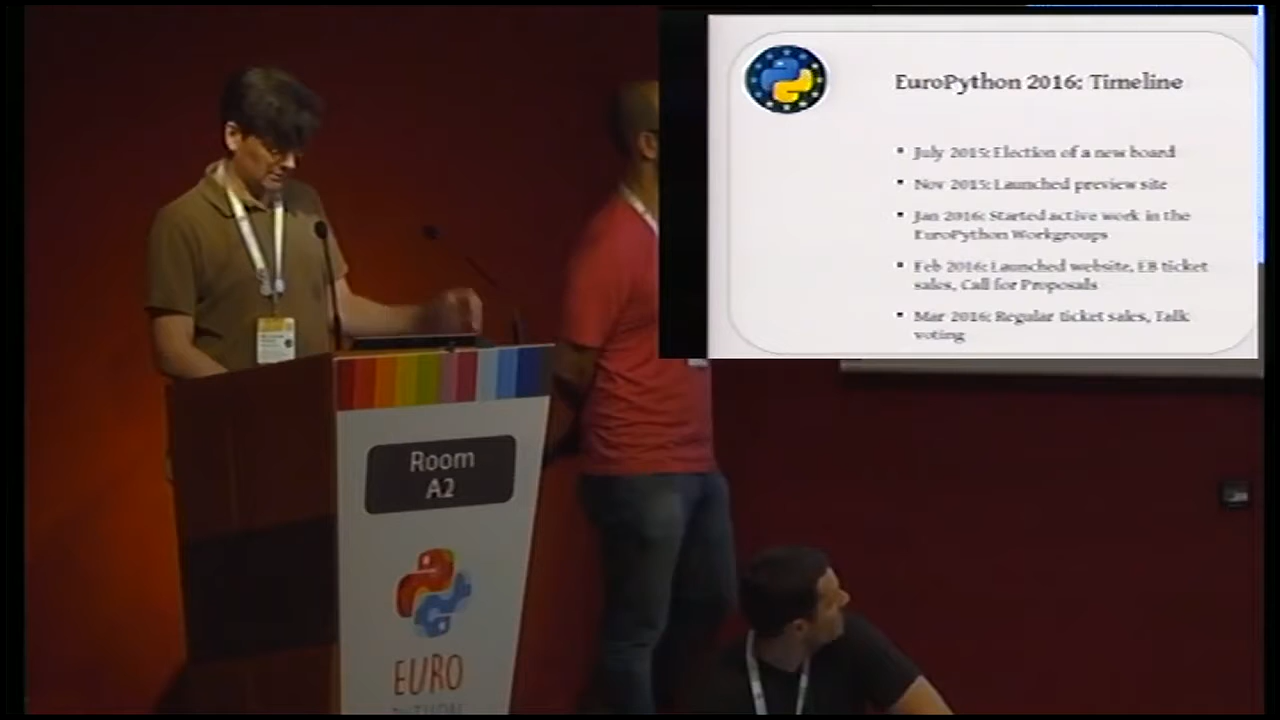 EuroPython 2016: Timeline
July 2015: Election of a new board
Nov 2015: Launched preview site
Jan 2016: Started active work in the
EuroPython Workgroups
Feb 2016: Launched website, EB ticket
sales, Call for Proposals
Mar 2016: Regular ticket sales, Talk
voting
Room
A2
EURO